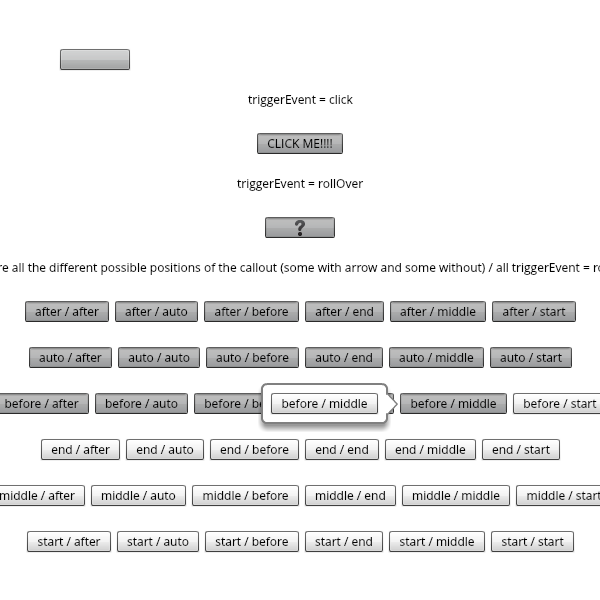 triggerEvent = click
CLICK ME!!!!
triggerEvent = rollOver
?
all the different possible positions of the callout (some with arrow and some without) / all triggerEvent =
after / after after / auto after / before after / end after / middle after / start
auto / after auto / auto auto / before auto / end auto / middle auto / start
before / after before / auto before / before / middle before / middle before / start
end / after end / auto end / before end / end end / middle end / start
middle / after middle / auto middle / before middle / end middle / middle middle / start
start / after start / auto start / before start / end start / middle start / start